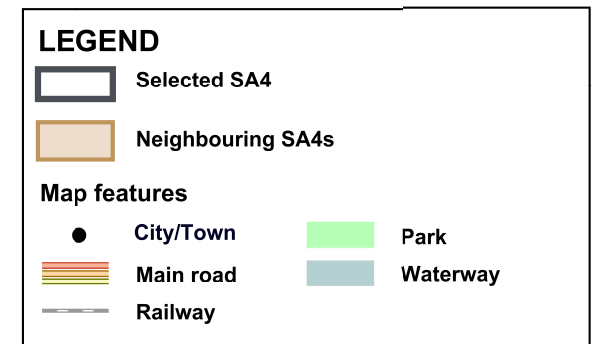 LEGEND
Selected SA4
Neighbouring SA4s
Map features
City/Town
Park
Main road
Waterway
Railway